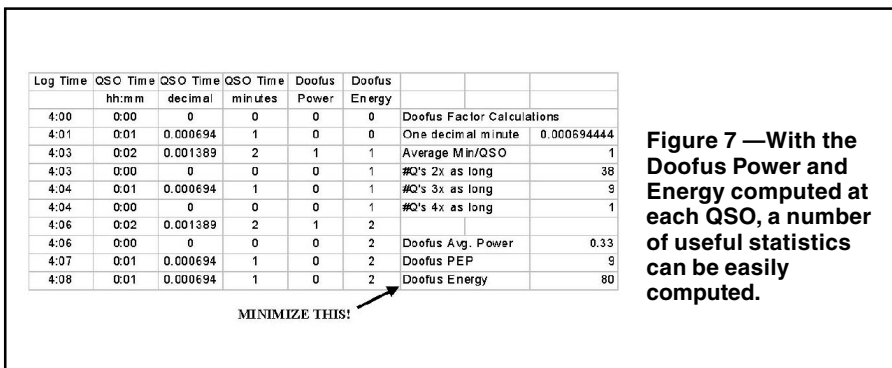 Log Time QSO Time QSO Time QSO Time Doofus Doofus
hh:mm decimal minutes Power Energy
4:00 0:00 0 0 0 0 Doofus Factor Calculations
4:01 0:01 0.000694 1 0 0 One decimal minute 0.000694444
4:03 0:02 0.001389 2 1 1 Average Min/QSO 1
4:03 0:00 0 0 0 1 #Q's 2x as long 38
4:04 0:01 0.000694 1 0 1 #Q's 3x as long 9
4:04 0:00 0 0 0 1 #Q's 4x as long 1
4:06 0:02 0.001389 2 1 2
4:06 0:00 0 0 0 2 Doofus Avg. Power 0.33
4:07 0:01 0.000694 1 0 2 Doofus PEP 9
4:08 0:01 0.000694 1 0 2 Doofus Energy 80
MINIMIZE THIS!
Figure 7 —With the
Doofus Power and
Energy computed at
each QSO, a number
of useful statistics
can be easily
computed.